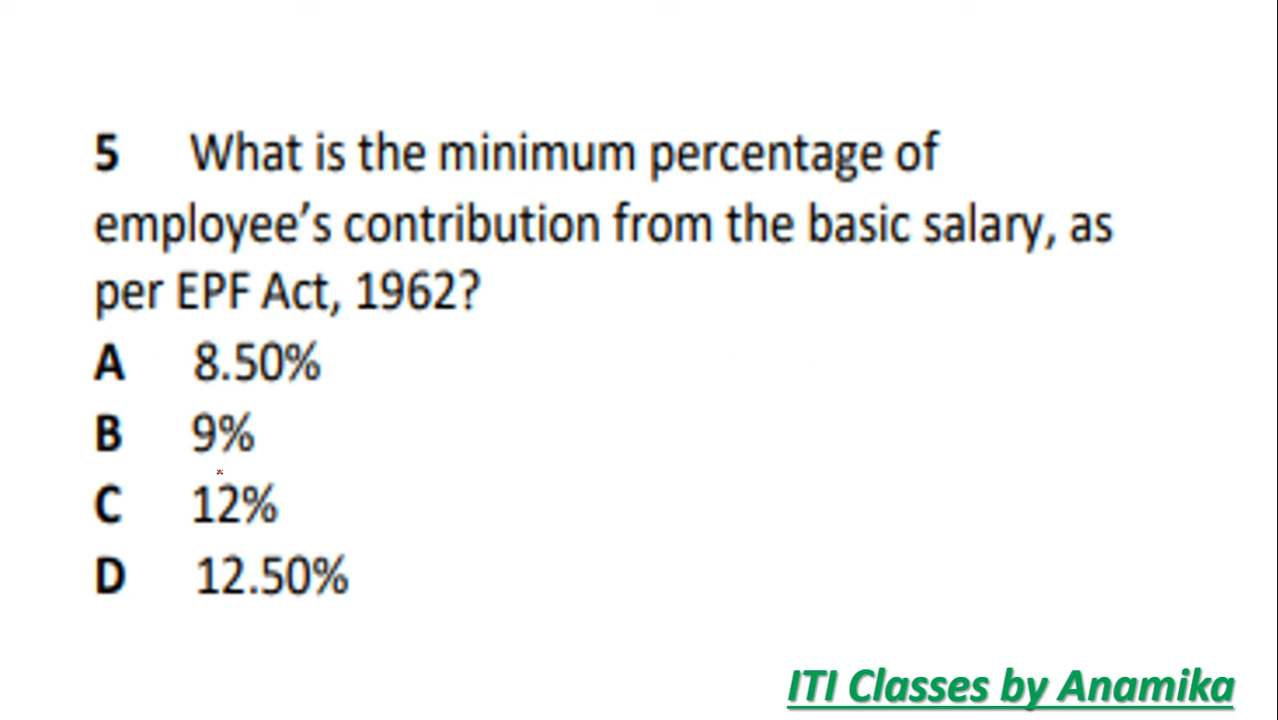 5 What is the minimum percentage of
employee’s contribution from the basic salary, as
per EPF Act, 1962?
A 8.50%
B 9%
C 12%
D 12.50%
ITI Classes by Anamika